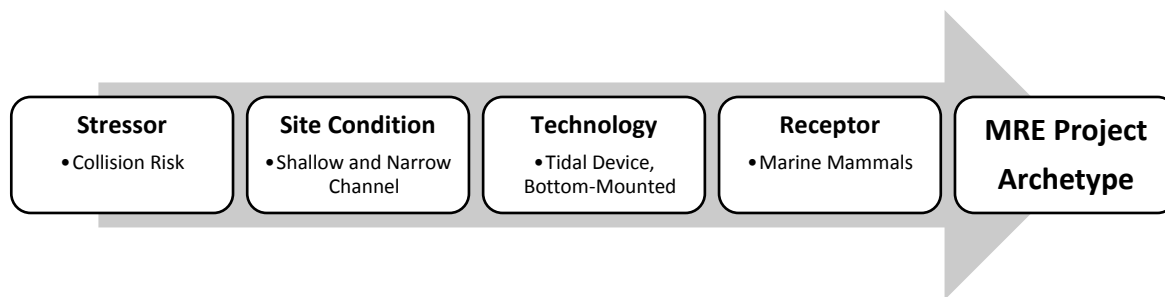 Stressor
•Collision Risk
Site Condition
•Shallow and Narrow
Channel
Technology
•Tidal Device,
Bottom-Mounted
Receptor
•Marine Mammals
MRE Project
Archetype